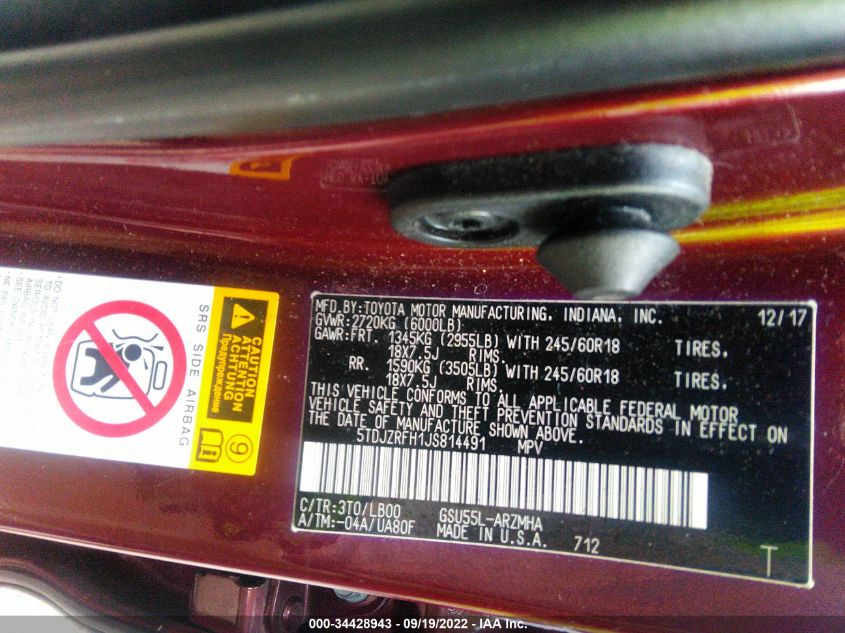 MFD.BY:TOYOTA MOTOR MANUFACTURING, INDIANA, INC. 12/17
GVWR:2720KG (6000LB)
GAWR:FRT. 1345KG (2955LB) WITH 245/60R18 TIRES.
18X7.5J RIMS.
RR. 1590KG (3505LB) WITH 245/60R18 TIRES.
18X7.5J RIMS.
THIS VEHICLE CONFORMS TO ALL APPLICABLE FEDERAL MOTOR
VEHICLE SAFETY AND THEFT PREVENTION STANDARDS IN EFFECT ON
THE DATE OF MANUFACTURE SHOWN ABOVE.
5TDJZRFH1JS814491 MPV
C/TR:3T0/LB00 GSU55L-ARZMHA
A/TM:-04A/UA80F MADE IN U.S.A. 712 T
CAUTION
ATTENTION
ACHTUNG
Предупреждение
SRS SIDE AIRBAG
9
000-34428943 - 09/19/2022 - IAA Inc.